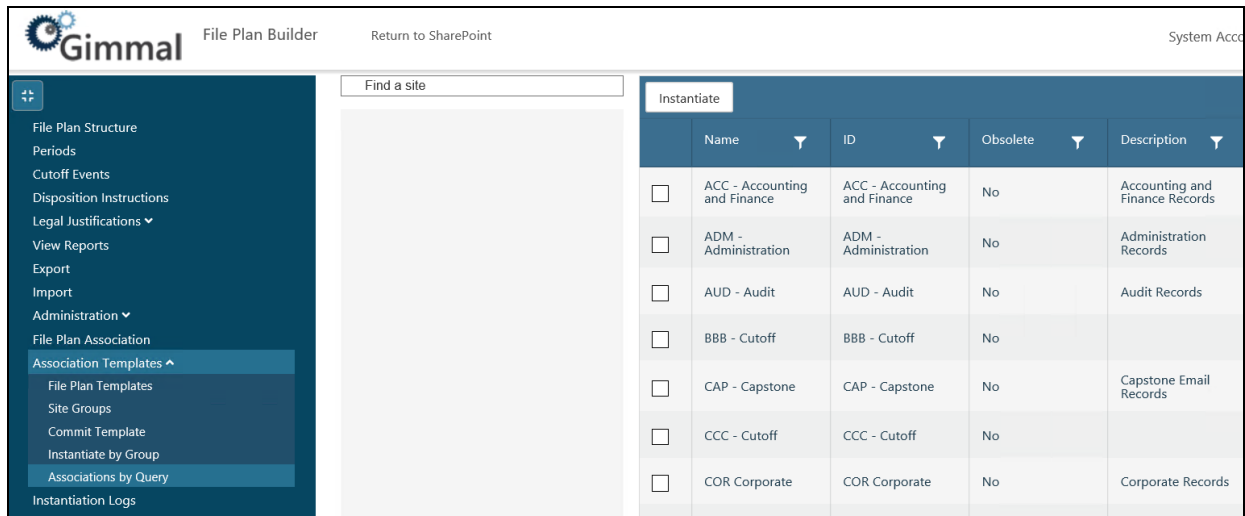 Gimmal
File Plan Builder
Return to SharePoint
System Acco
File Plan Structure
Periods
Cutoff Events
Disposition Instructions
Legal Justifications
View Reports
Export
Import
Administration
File Plan Association
Association Templates
File Plan Templates
Site Groups
Commit Template
Instantiate by Group
Associations by Query
Instantiation Logs
Find a site
Instantiate
Name ID Obsolete Description
ACC - Accounting ACC - Accounting No Accounting and
and Finance and Finance Finance Records
ADM - ADM - No Administration
Administration Administration Records
AUD - Audit AUD - Audit No Audit Records
BBB - Cutoff BBB - Cutoff No
CAP - Capstone CAP - Capstone No Capstone Email
Records
CCC - Cutoff CCC - Cutoff No
COR Corporate COR Corporate No Corporate Records